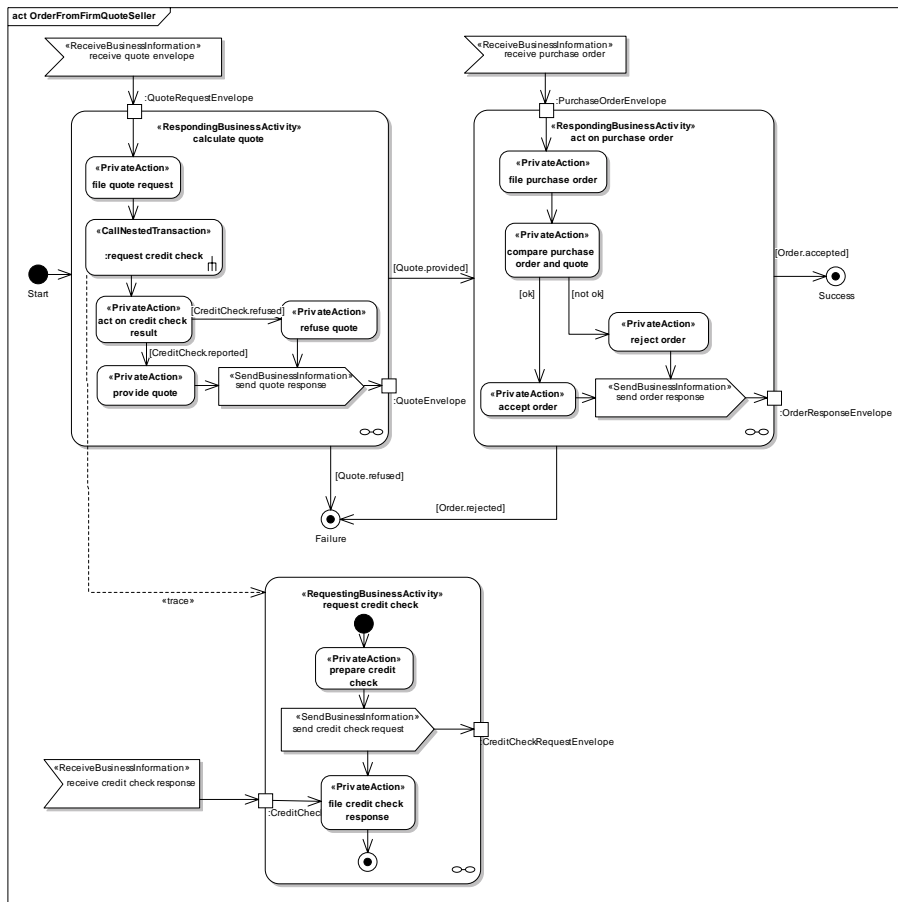 act OrderFromFirmQuoteSeller
«ReceiveBusinessInformation»
receive quote envelope
«ReceiveBusinessInformation»
receive purchase order
:QuoteRequestEnvelope
:PurchaseOrderEnvelope
«RespondingBusinessActivity»
calculate quote
«RespondingBusinessActivity»
act on purchase order
«PrivateAction»
file quote request
«PrivateAction»
file purchase order
«CallNestedTransaction»
:request credit check
«PrivateAction»
compare purchase
order and quote
Start
[Quote.provided]
[Order.accepted]
Success
[ok]
[not ok]
«PrivateAction»
act on credit check
result
[CreditCheck.refused]
«PrivateAction»
refuse quote
«PrivateAction»
reject order
[CreditCheck.reported]
«PrivateAction»
provide quote
«SendBusinessInformation»
send quote response
:QuoteEnvelope
«PrivateAction»
accept order
«SendBusinessInformation»
send order response
:OrderResponseEnvelope
[Quote.refused]
[Order.rejected]
Failure
«trace»
«RequestingBusinessActivity»
request credit check
«PrivateAction»
prepare credit
check
«SendBusinessInformation»
send credit check request
:CreditCheckRequestEnvelope
«ReceiveBusinessInformation»
receive credit check response
:CreditChec
«PrivateAction»
file credit check
response